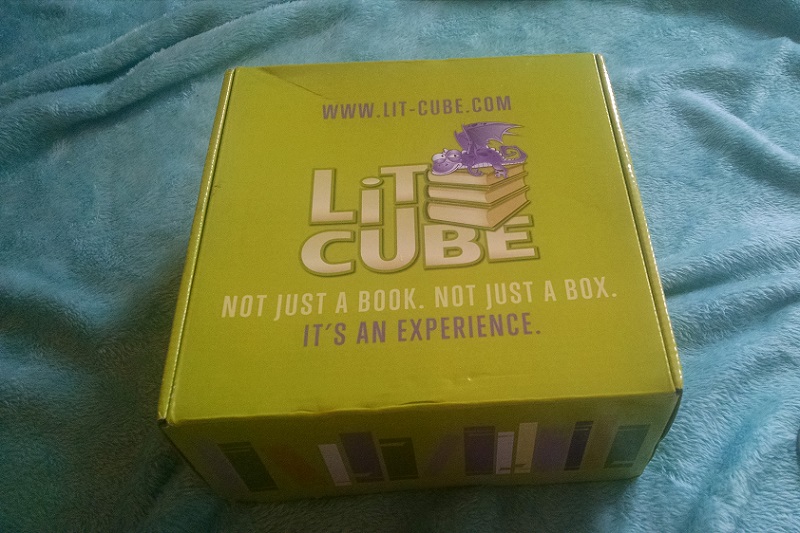 WWW.LIT-CUBE.COM
LiT
CUBE
NOT JUST A BOOK. NOT JUST A BOX.
IT'S AN EXPERIENCE.